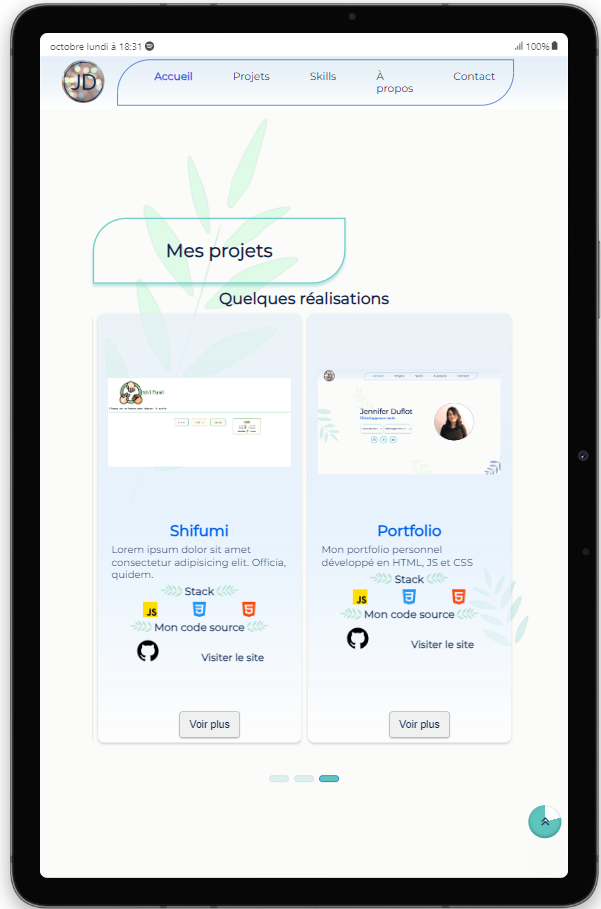 octobre lundi à 18:31
100%
JD
Accueil
Projets
Skills
À
propos
Contact
Mes projets
Quelques réalisations
Shifumi
Jennifer Duflot
Shifumi
Lorem ipsum dolor sit amet
consectetur adipisicing elit. Officia,
quidem.
Stack
JS
Mon code source
Visiter le site
Voir plus
Portfolio
Mon portfolio personnel
développé en HTML, JS et CSS
Stack
JS
Mon code source
Visiter le site
Voir plus